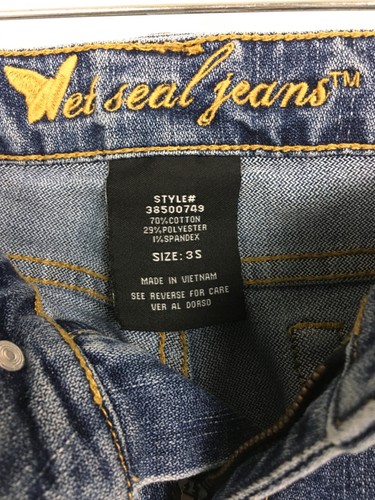 Wet seal jeans™
STYLE#
38500749
70%COTTON
29%POLYESTER
1%SPANDEX
SIZE: 3S
MADE IN VIETNAM
SEE REVERSE FOR CARE
VER AL DORSO